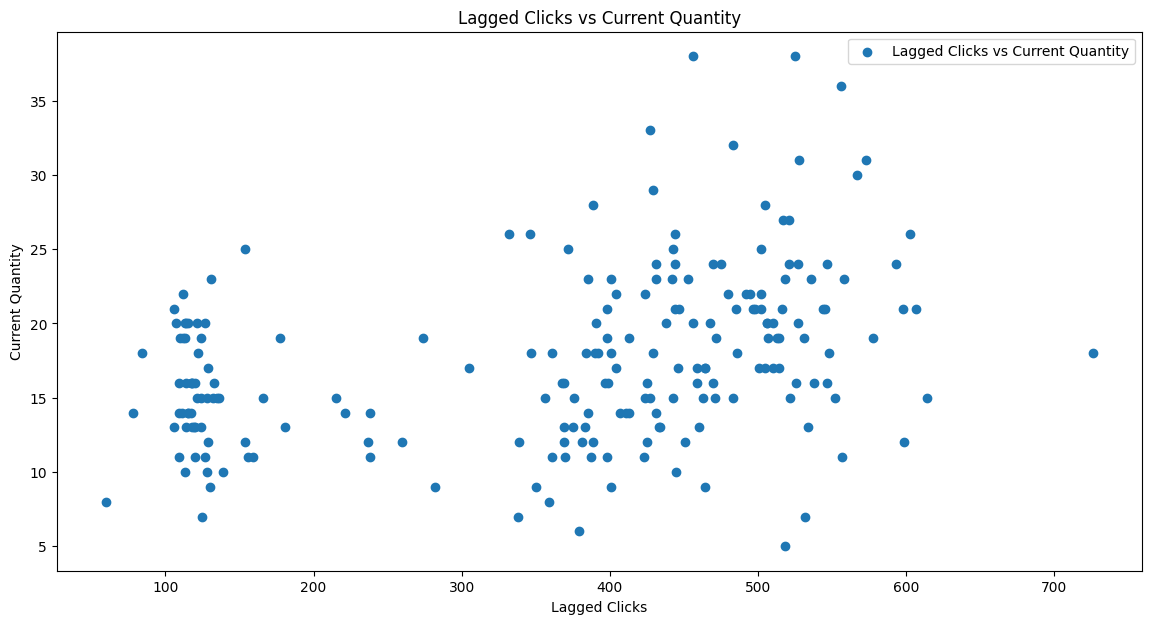 Lagged Clicks vs Current Quantity
Lagged Clicks vs Current Quantity
Current Quantity
35
30
25
20
15
10
5
100 200 300 400 500 600 700
Lagged Clicks